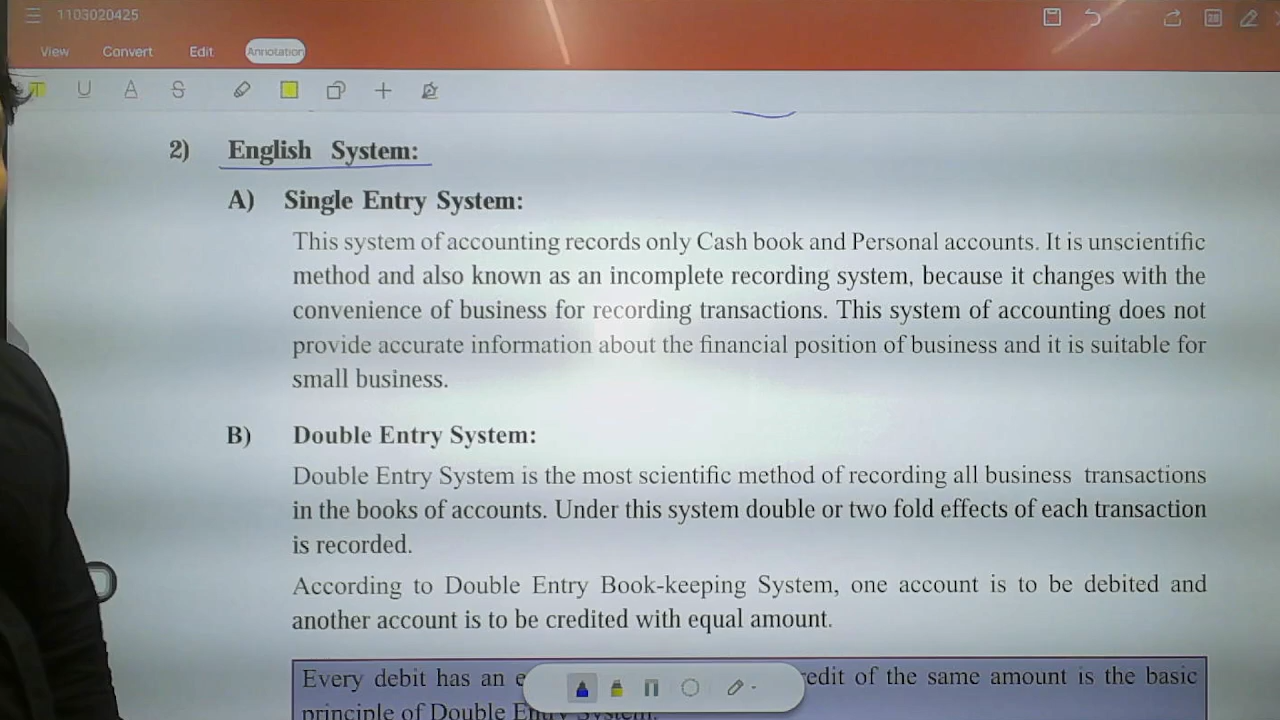 1103020425
View Convert Edit Annotation
2) English System:
A) Single Entry System:
This system of accounting records only Cash book and Personal accounts. It is unscientific
method and also known as an incomplete recording system, because it changes with the
convenience of business for recording transactions. This system of accounting does not
provide accurate information about the financial position of business and it is suitable for
small business.
B) Double Entry System:
Double Entry System is the most scientific method of recording all business transactions
in the books of accounts. Under this system double or two fold effects of each transaction
is recorded.
According to Double Entry Book-keeping System, one account is to be debited and
another account is to be credited with equal amount.
Every debit has an edit of the same amount is the basic
principle of Double Entry System.